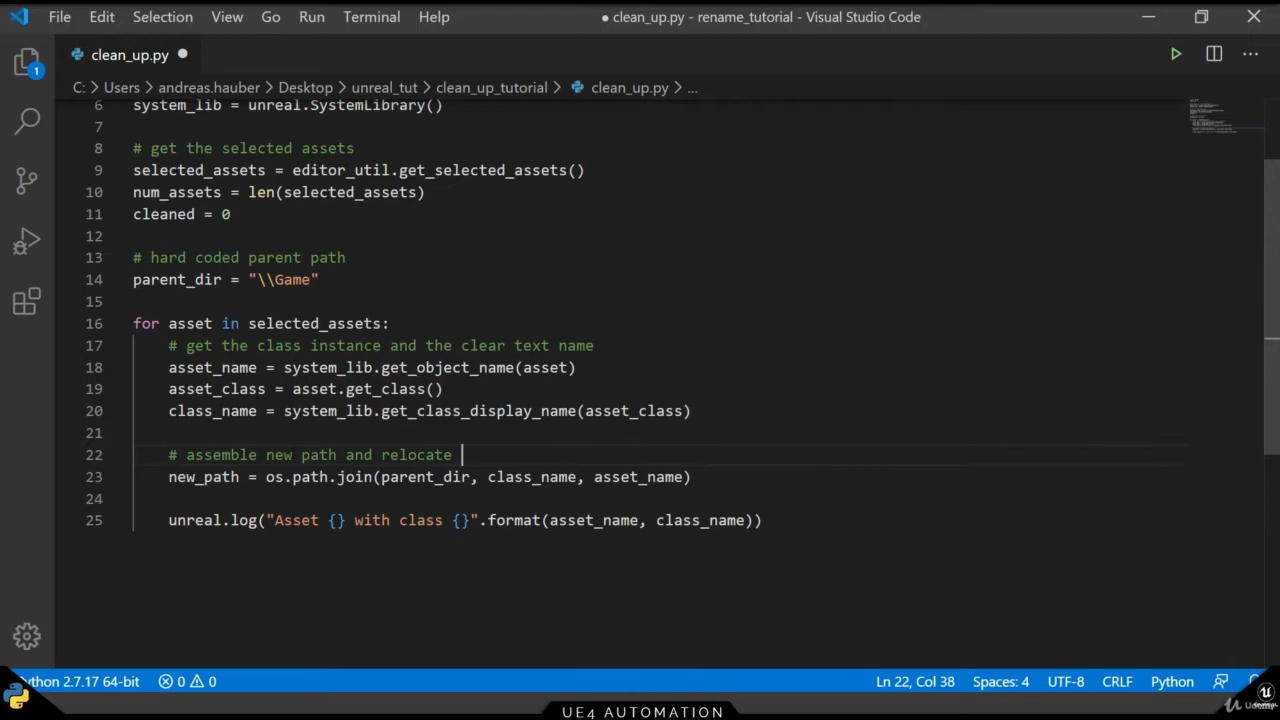 File Edit Selection View Go Run Terminal Help ● clean_up.py - rename_tutorial - Visual Studio Code
clean_up.py ●
C: > Users > andreas.hauber > Desktop > unreal_tut > clean_up_tutorial > clean_up.py > ...
1
6 system_lib = unreal.SystemLibrary()
7
8 # get the selected assets
9 selected_assets = editor_util.get_selected_assets()
10 num_assets = len(selected_assets)
11 cleaned = 0
12
13 # hard coded parent path
14 parent_dir = "\\Game"
15
16 for asset in selected_assets:
17 # get the class instance and the clear text name
18 asset_name = system_lib.get_object_name(asset)
19 asset_class = asset.get_class()
20 class_name = system_lib.get_class_display_name(asset_class)
21
22 # assemble new path and relocate
23 new_path = os.path.join(parent_dir, class_name, asset_name)
24
25 unreal.log("Asset {} with class {}".format(asset_name, class_name))
ython 2.7.17 64-bit 0 0 Ln 22, Col 38 Spaces: 4 UTF-8 CRLF Python
UE4 AUTOMATION